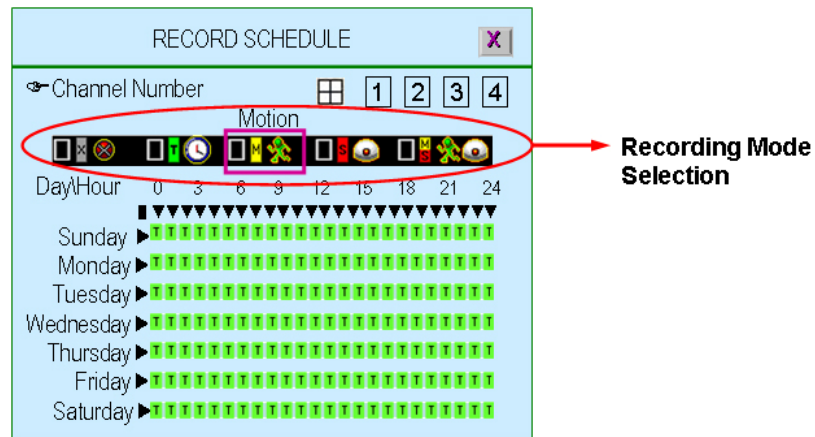 RECORD SCHEDULE X
Channel Number 1 2 3 4
Motion
X T M S M S
Recording Mode
Selection
Day\Hour 0 3 6 9 12 15 18 21 24
Sunday T T T T T T T T T T T T T T T T T T T T T T T T
Monday T T T T T T T T T T T T T T T T T T T T T T T T
Tuesday T T T T T T T T T T T T T T T T T T T T T T T T
Wednesday T T T T T T T T T T T T T T T T T T T T T T T T
Thursday T T T T T T T T T T T T T T T T T T T T T T T T
Friday T T T T T T T T T T T T T T T T T T T T T T T T
Saturday T T T T T T T T T T T T T T T T T T T T T T T T